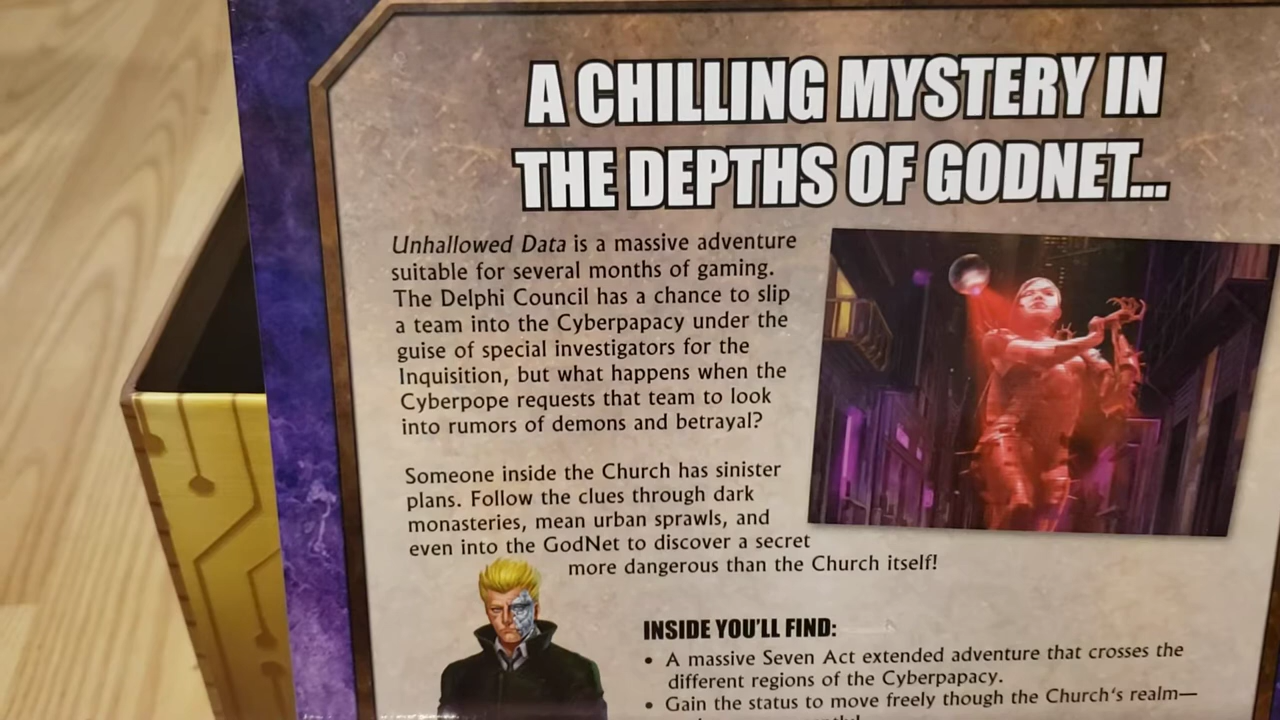 A CHILLING MYSTERY IN
THE DEPTHS OF GODNET...
Unhallowed Data is a massive adventure
suitable for several months of gaming.
The Delphi Council has a chance to slip
a team into the Cyberpapacy under the
guise of special investigators for the
Inquisition, but what happens when the
Cyberpope requests that team to look
into rumors of demons and betrayal?
Someone inside the Church has sinister
plans. Follow the clues through dark
monasteries, mean urban sprawls, and
even into the GodNet to discover a secret
more dangerous than the Church itself!
INSIDE YOU'LL FIND:
• A massive Seven Act extended adventure that crosses the
different regions of the Cyberpapacy.
• Gain the status to move freely though the Church's realm—